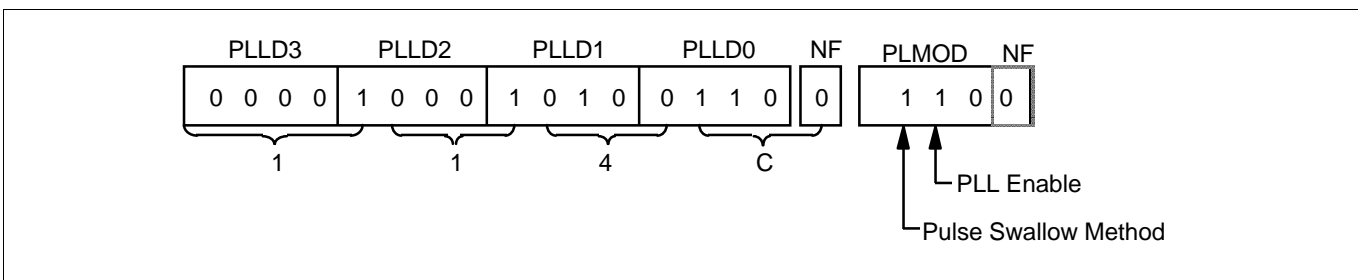 PLLD3 PLLD2 PLLD1 PLLD0 NF PLMOD NF
0 0 0 0 1 0 0 0 1 0 1 0 0 1 1 0 0 1 1 0 0
1 1 4 C
PLL Enable
Pulse Swallow Method